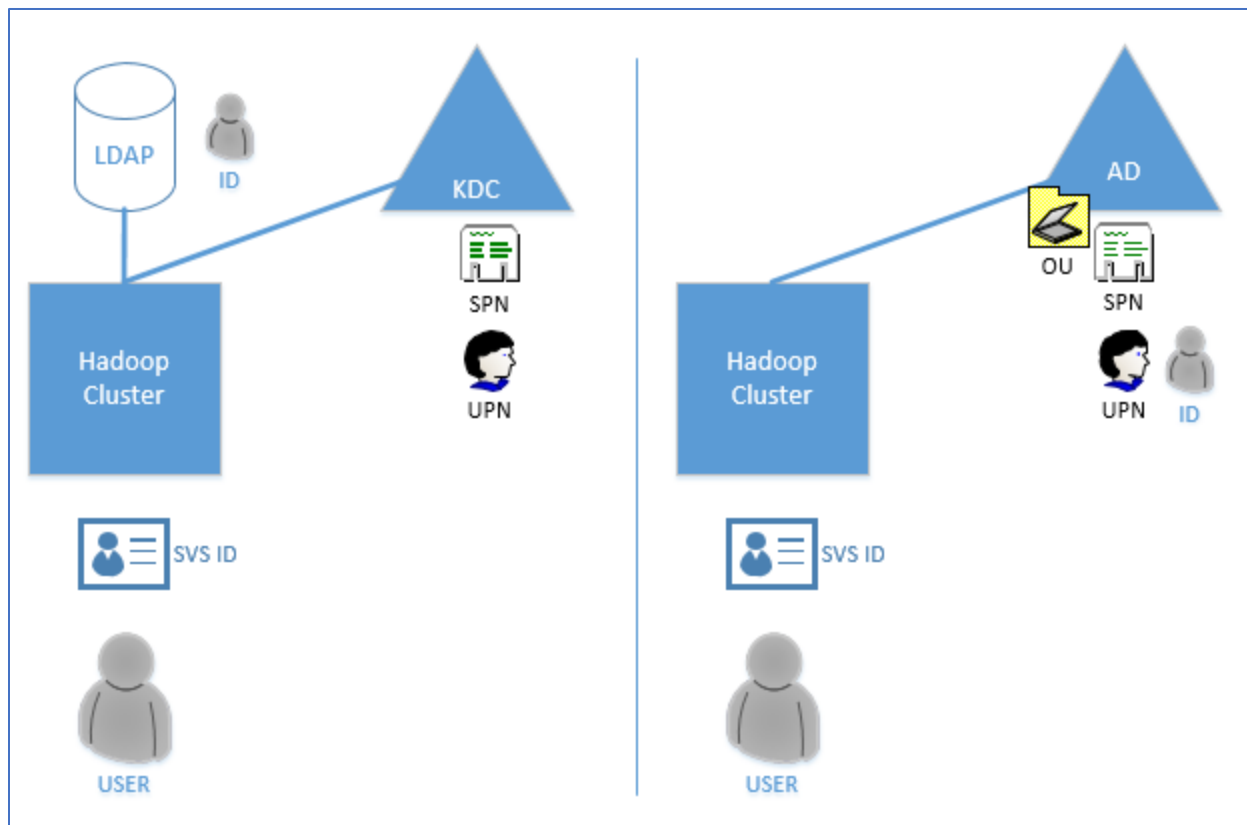 LDAP
ID
KDC
SPN
UPN
Hadoop
Cluster
SVS ID
USER
AD
OU
SPN
UPN
ID
Hadoop
Cluster
SVS ID
USER